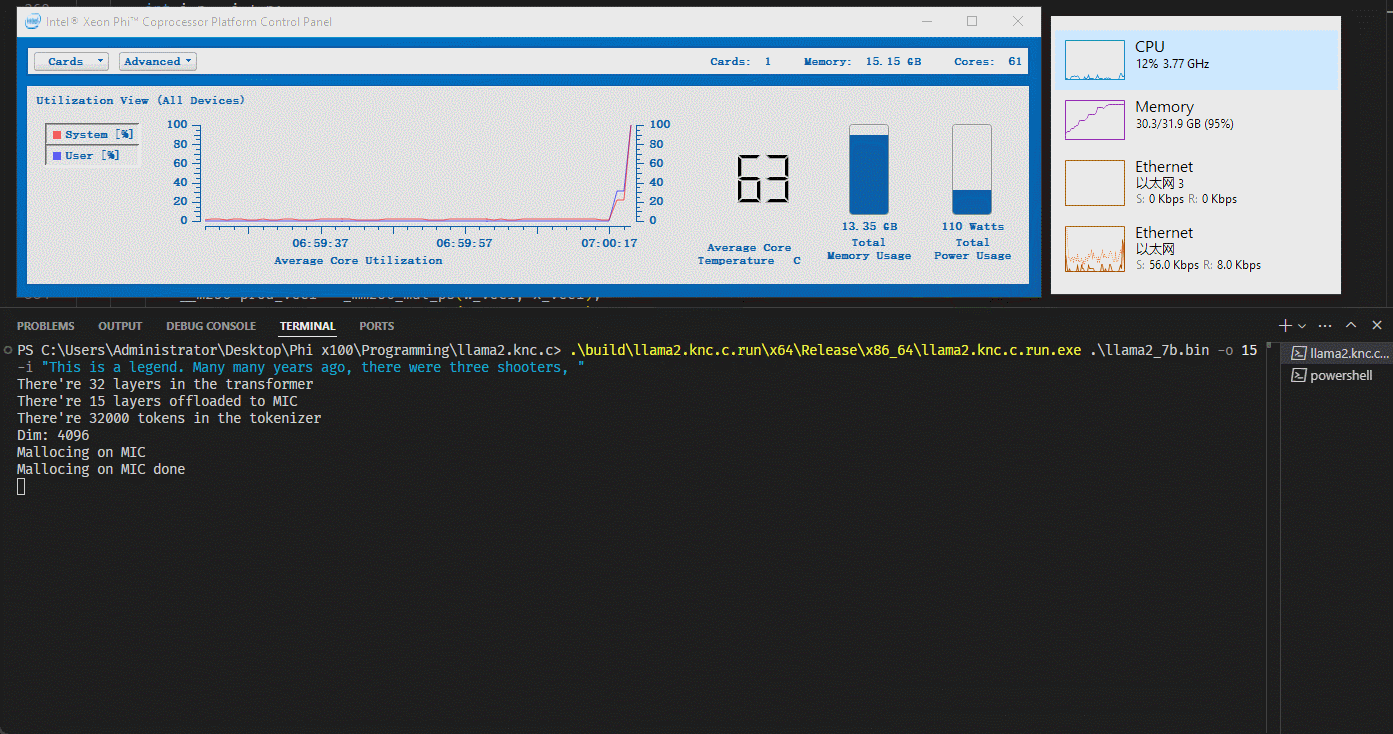 Intel® Xeon Phi™ Coprocessor Platform Control Panel
Cards
Advanced
Cards: 1
Memory: 15.15 GB
Cores: 61
Utilization View (All Devices)
System [%]
User [%]
100
80
60
40
20
0
100
80
60
40
20
0
06:59:37
06:59:57
07:00:17
Average Core Utilization
63
Average Core
Temperature C
13.35 GB
Total
Memory Usage
110 Watts
Total
Power Usage
CPU
12% 3.77 GHz
Memory
30.3/31.9 GB (95%)
Ethernet
以太网 3
S: 0 Kbps R: 0 Kbps
Ethernet
以太网
S: 56.0 Kbps R: 8.0 Kbps
PROBLEMS OUTPUT DEBUG CONSOLE TERMINAL PORTS
PS C:\Users\Administrator\Desktop\Phi x100\Programming\llama2.knc.c> .\build\llama2.knc.c.run\x64\Release\x86_64\llama2.knc.c.run.exe .\llama2_7b.bin -o 15
-i "This is a legend. Many many years ago, there were three shooters, "
There're 32 layers in the transformer
There're 15 layers offloaded to MIC
There're 32000 tokens in the tokenizer
Dim: 4096
Mallocing on MIC
Mallocing on MIC done
llama2.knc.c...
powershell